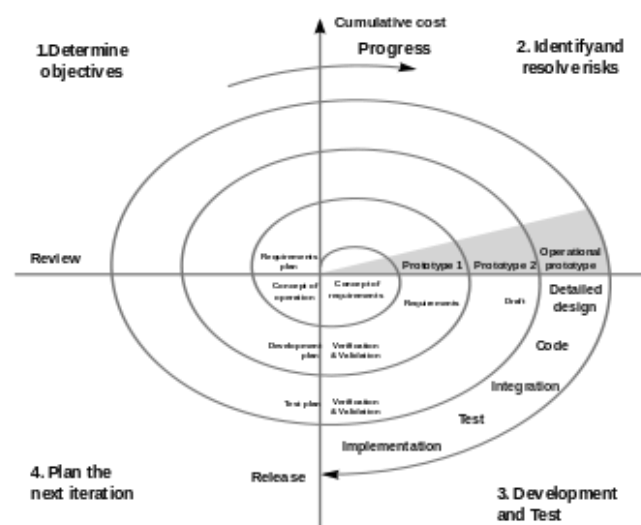 Cumulative cost
Progress
1.Determine
objectives
2. Identify and
resolve risks
Review
Requirements
plan
Prototype 1
Prototype 2
Operational
prototype
Concept of
operation
Concept of
requirements
Requirements
Draft
Detailed
design
Development
plan
Verification
& Validation
Code
Integration
Test plan
Verification
& Validation
Test
Implementation
Release
4. Plan the
next iteration
3. Development
and Test